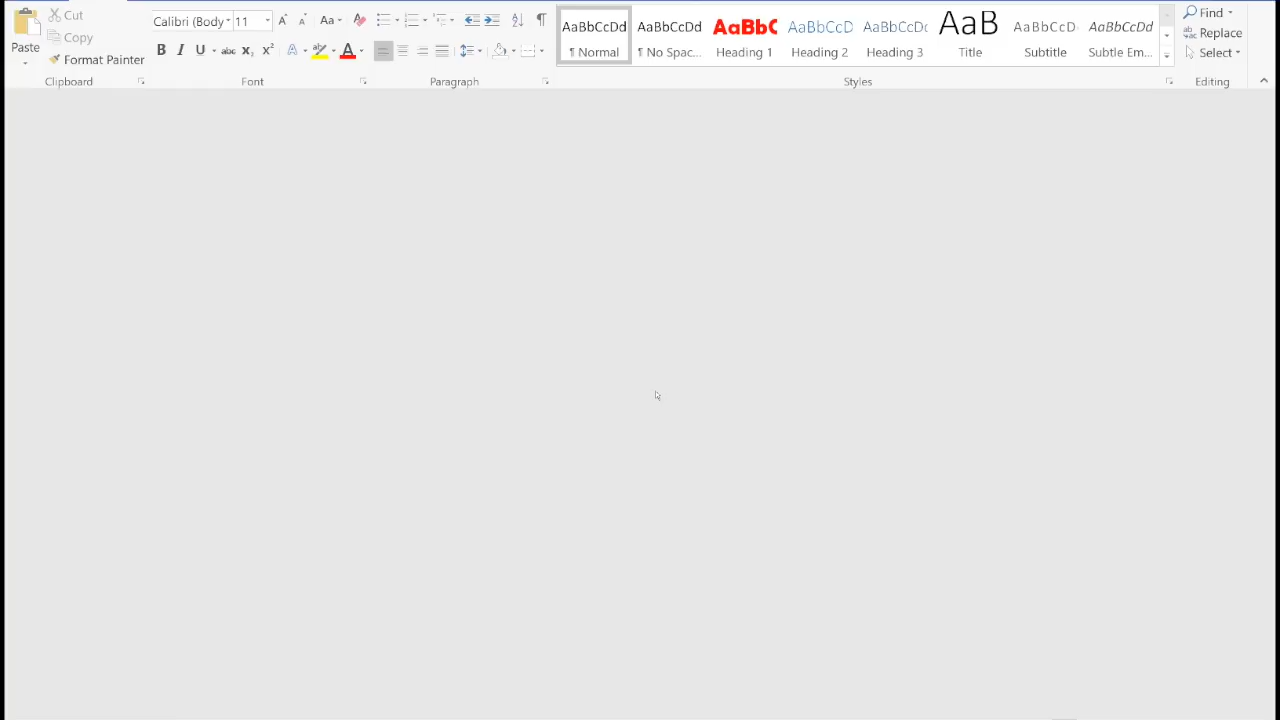 Paste
Cut
Copy
Format Painter
Clipboard
Calibri (Body
11
Aa
B I U abc x₂ x²
A ab A
Font
¶
Paragraph
AaBbCcDd
¶ Normal
AaBbCcDd
¶ No Spac...
AaBbC
Heading 1
AaBbCcD
Heading 2
AaBbCcDc
Heading 3
AaB
Title
AaBbCcD
Subtitle
AaBbCcDd
Subtle Em...
Styles
Find
Replace
Select
Editing